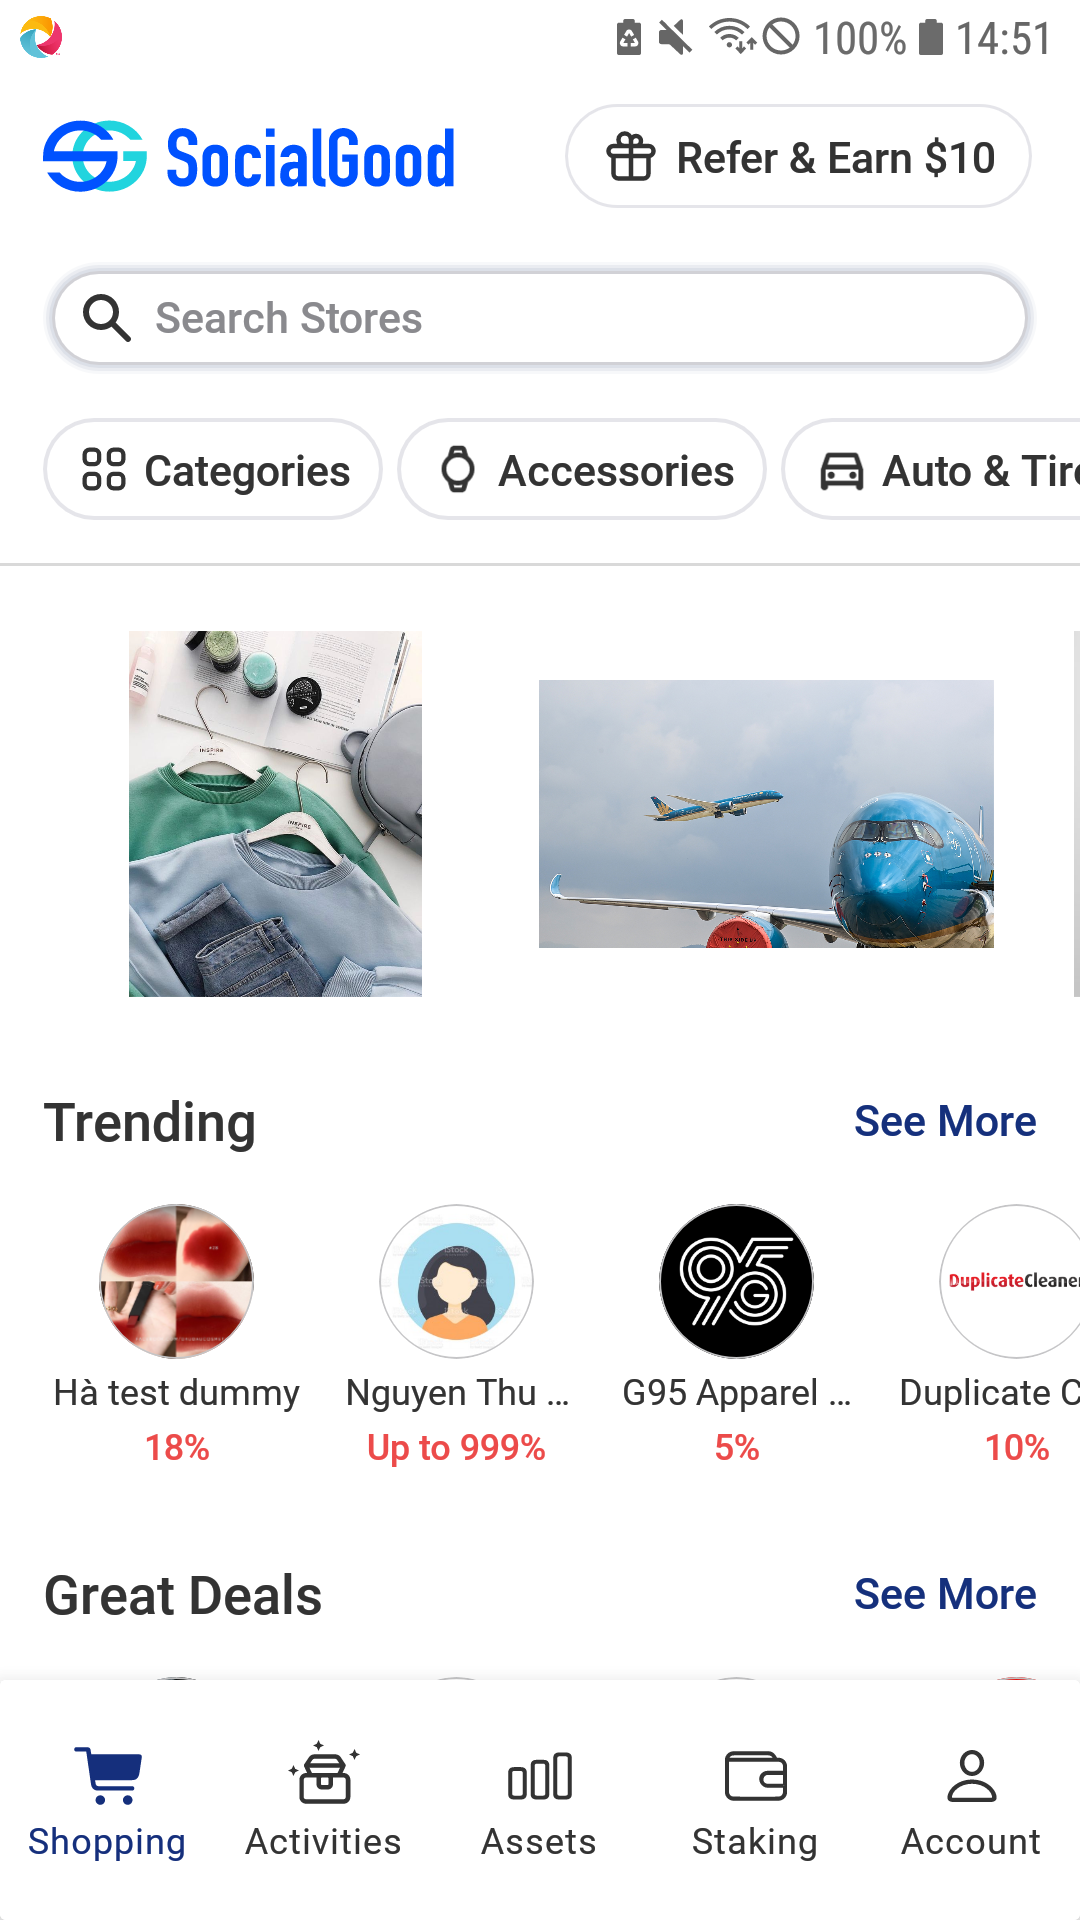 100% 14:51
SocialGood
Refer & Earn $10
Search Stores
Categories
Accessories
Auto & Tir
INSPIRE
INSPIRE
Trending
See More
DuplicateCleaner
Hà test dummy
Nguyen Thu ...
G95 Apparel ...
Duplicate C
18%
Up to 999%
5%
10%
Great Deals
See More
Shopping
Activities
Assets
Staking
Account